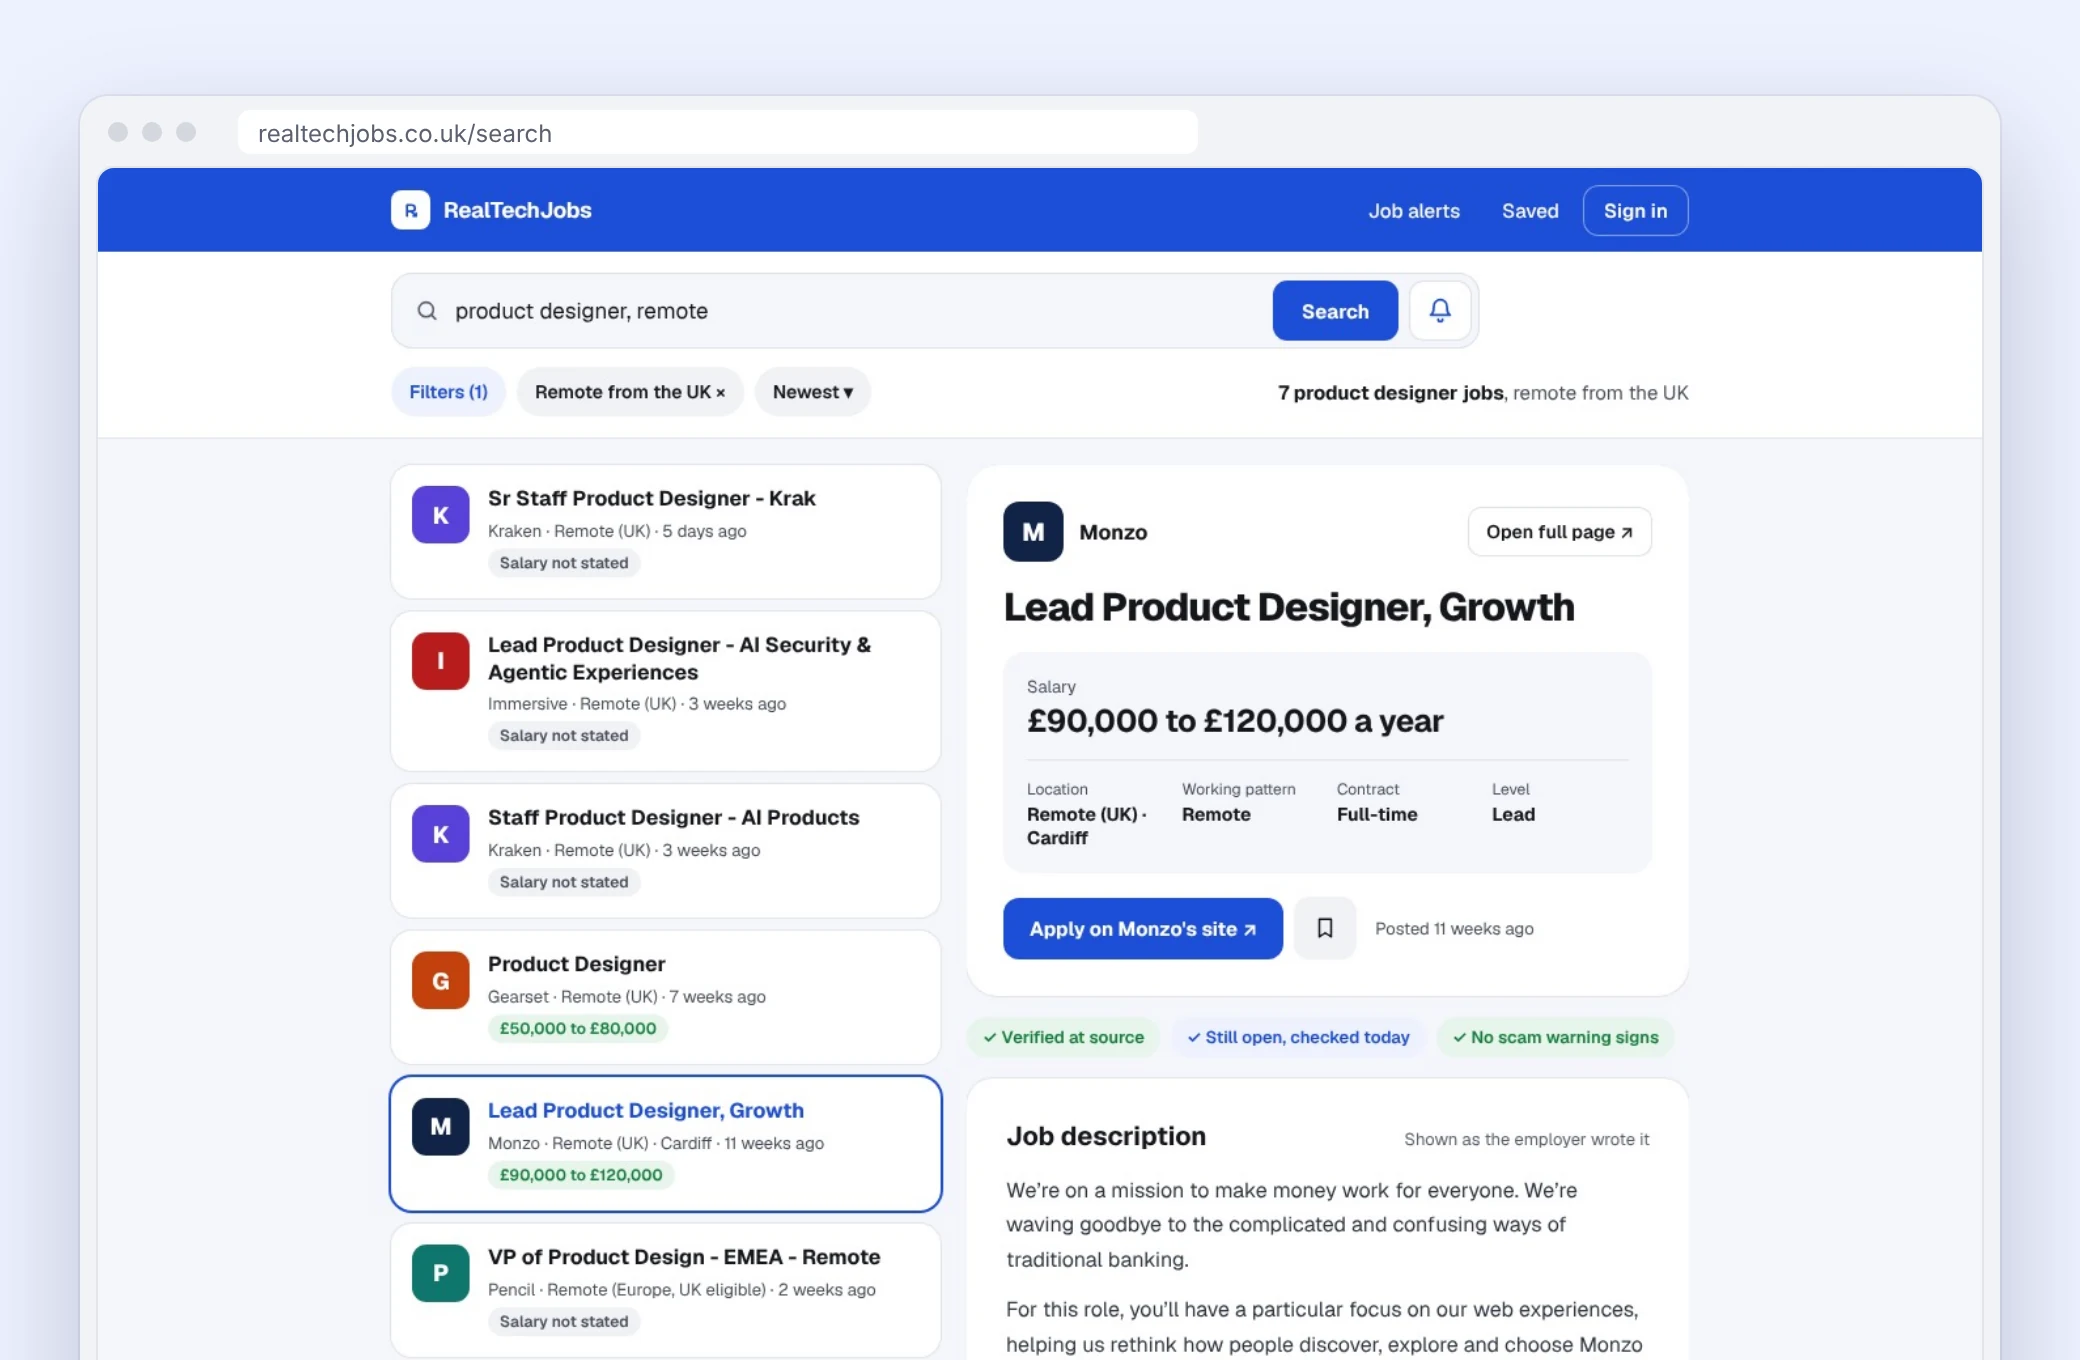 realtechjobs.co.uk/search
R RealTechJobs
Job alerts
Saved
Sign in
product designer, remote
Search
Filters (1)
Remote from the UK ×
Newest ▾
7 product designer jobs, remote from the UK
K
Sr Staff Product Designer - Krak
Kraken · Remote (UK) · 5 days ago
Salary not stated
I
Lead Product Designer - AI Security &
Agentic Experiences
Immersive · Remote (UK) · 3 weeks ago
Salary not stated
K
Staff Product Designer - AI Products
Kraken · Remote (UK) · 3 weeks ago
Salary not stated
G
Product Designer
Gearset · Remote (UK) · 7 weeks ago
£50,000 to £80,000
M
Lead Product Designer, Growth
Monzo · Remote (UK) · Cardiff · 11 weeks ago
£90,000 to £120,000
P
VP of Product Design - EMEA - Remote
Pencil · Remote (Europe, UK eligible) · 2 weeks ago
Salary not stated
M
Monzo
Open full page ↗
Lead Product Designer, Growth
Salary
£90,000 to £120,000 a year
Location
Remote (UK) ·
Cardiff
Working pattern
Remote
Contract
Full-time
Level
Lead
Apply on Monzo's site ↗
Posted 11 weeks ago
✓ Verified at source
✓ Still open, checked today
✓ No scam warning signs
Job description
Shown as the employer wrote it
We’re on a mission to make money work for everyone. We’re
waving goodbye to the complicated and confusing ways of
traditional banking.
For this role, you’ll have a particular focus on our web experiences,
helping us rethink how people discover, explore and choose Monzo